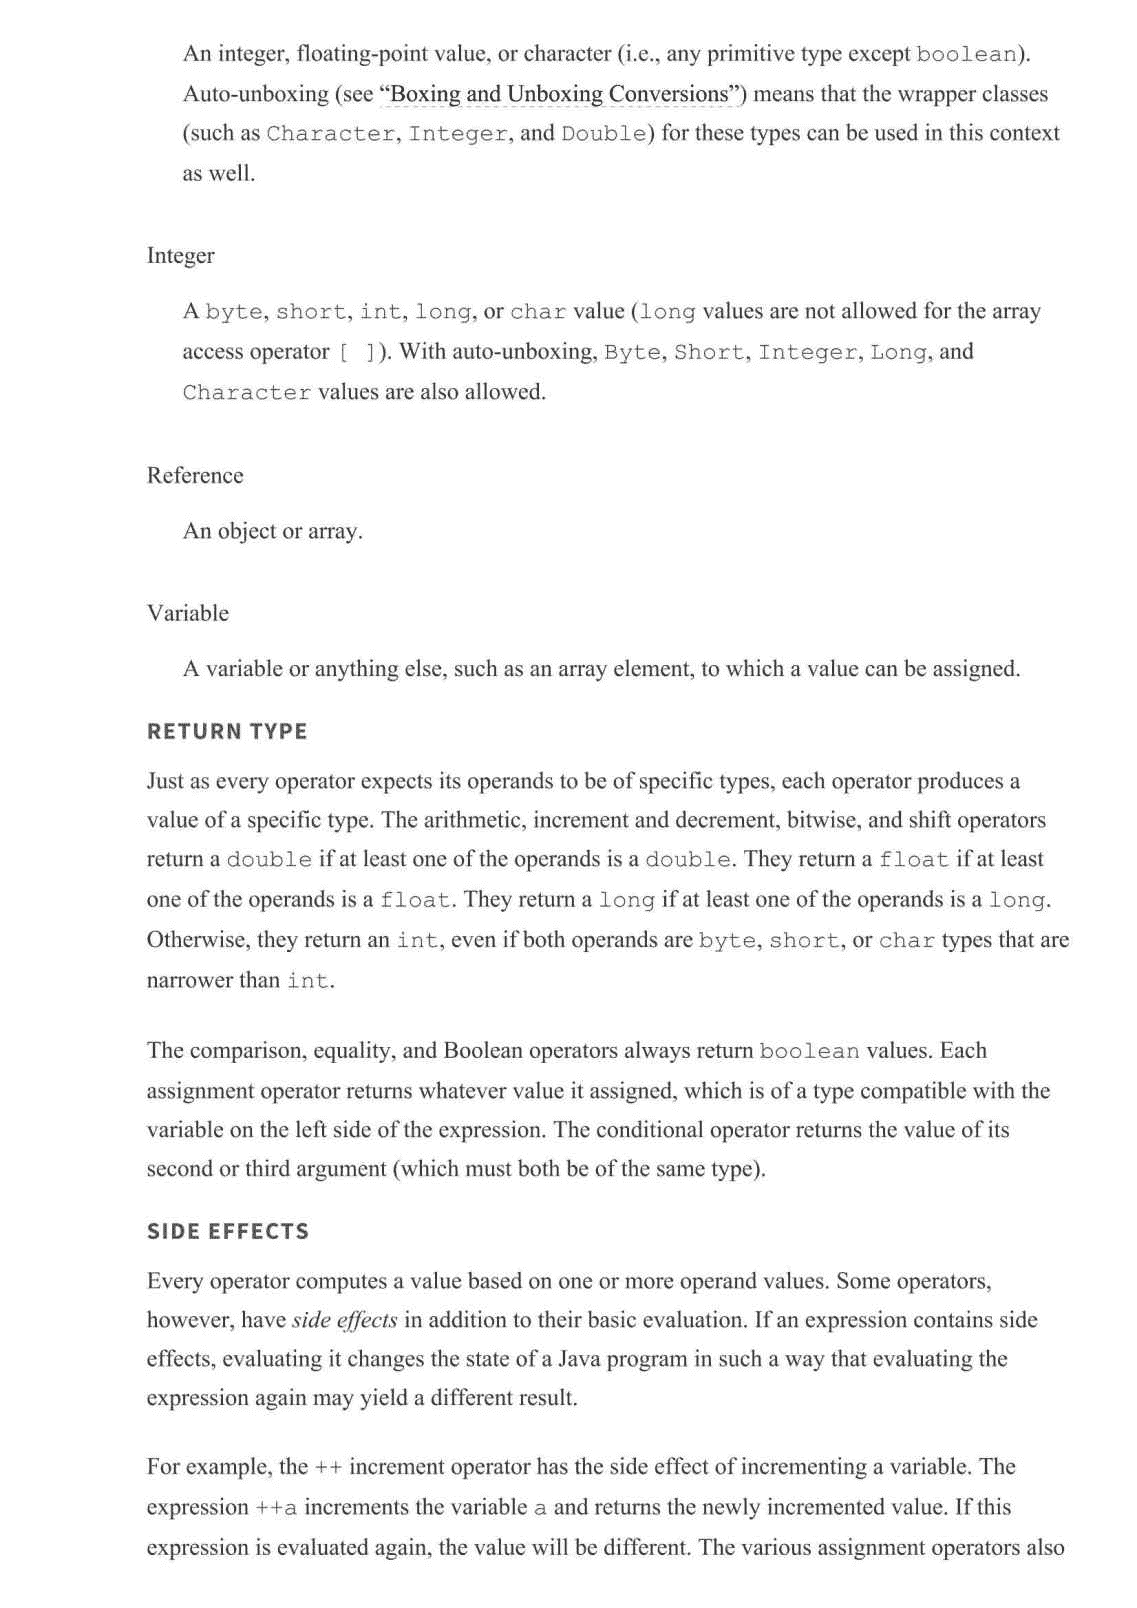 An integer, floating-point value, or character (i.e., any primitive type except boolean).
Auto-unboxing (see “Boxing and Unboxing Conversions”) means that the wrapper classes
(such as Character, Integer, and Double) for these types can be used in this context
as well.
Integer
A byte, short, int, long, or char value (long values are not allowed for the array
access operator [ ]). With auto-unboxing, Byte, Short, Integer, Long, and
Character values are also allowed.
Reference
An object or array.
Variable
A variable or anything else, such as an array element, to which a value can be assigned.
RETURN TYPE
Just as every operator expects its operands to be of specific types, each operator produces a
value of a specific type. The arithmetic, increment and decrement, bitwise, and shift operators
return a double if at least one of the operands is a double. They return a float if at least
one of the operands is a float. They return a long if at least one of the operands is a long.
Otherwise, they return an int, even if both operands are byte, short, or char types that are
narrower than int.
The comparison, equality, and Boolean operators always return boolean values. Each
assignment operator returns whatever value it assigned, which is of a type compatible with the
variable on the left side of the expression. The conditional operator returns the value of its
second or third argument (which must both be of the same type).
SIDE EFFECTS
Every operator computes a value based on one or more operand values. Some operators,
however, have side effects in addition to their basic evaluation. If an expression contains side
effects, evaluating it changes the state of a Java program in such a way that evaluating the
expression again may yield a different result.
For example, the ++ increment operator has the side effect of incrementing a variable. The
expression ++a increments the variable a and returns the newly incremented value. If this
expression is evaluated again, the value will be different. The various assignment operators also